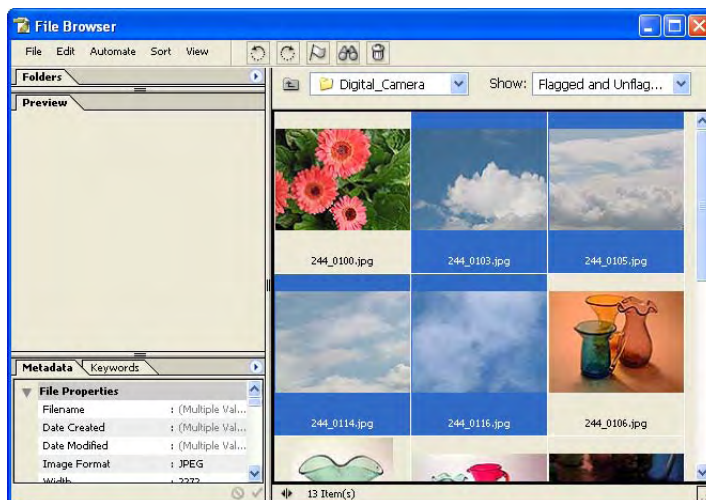 File Browser
File Edit Automate Sort View
Folders
Digital_Camera Show: Flagged and Unflag...
Preview
244_0100.jpg 244_0103.jpg 244_0105.jpg
Metadata Keywords
File Properties
Filename : (Multiple Val...
Date Created : (Multiple Val...
Date Modified : (Multiple Val...
Image Format : JPEG
Width : 2272
244_0114.jpg 244_0116.jpg 244_0106.jpg
13 Item(s)